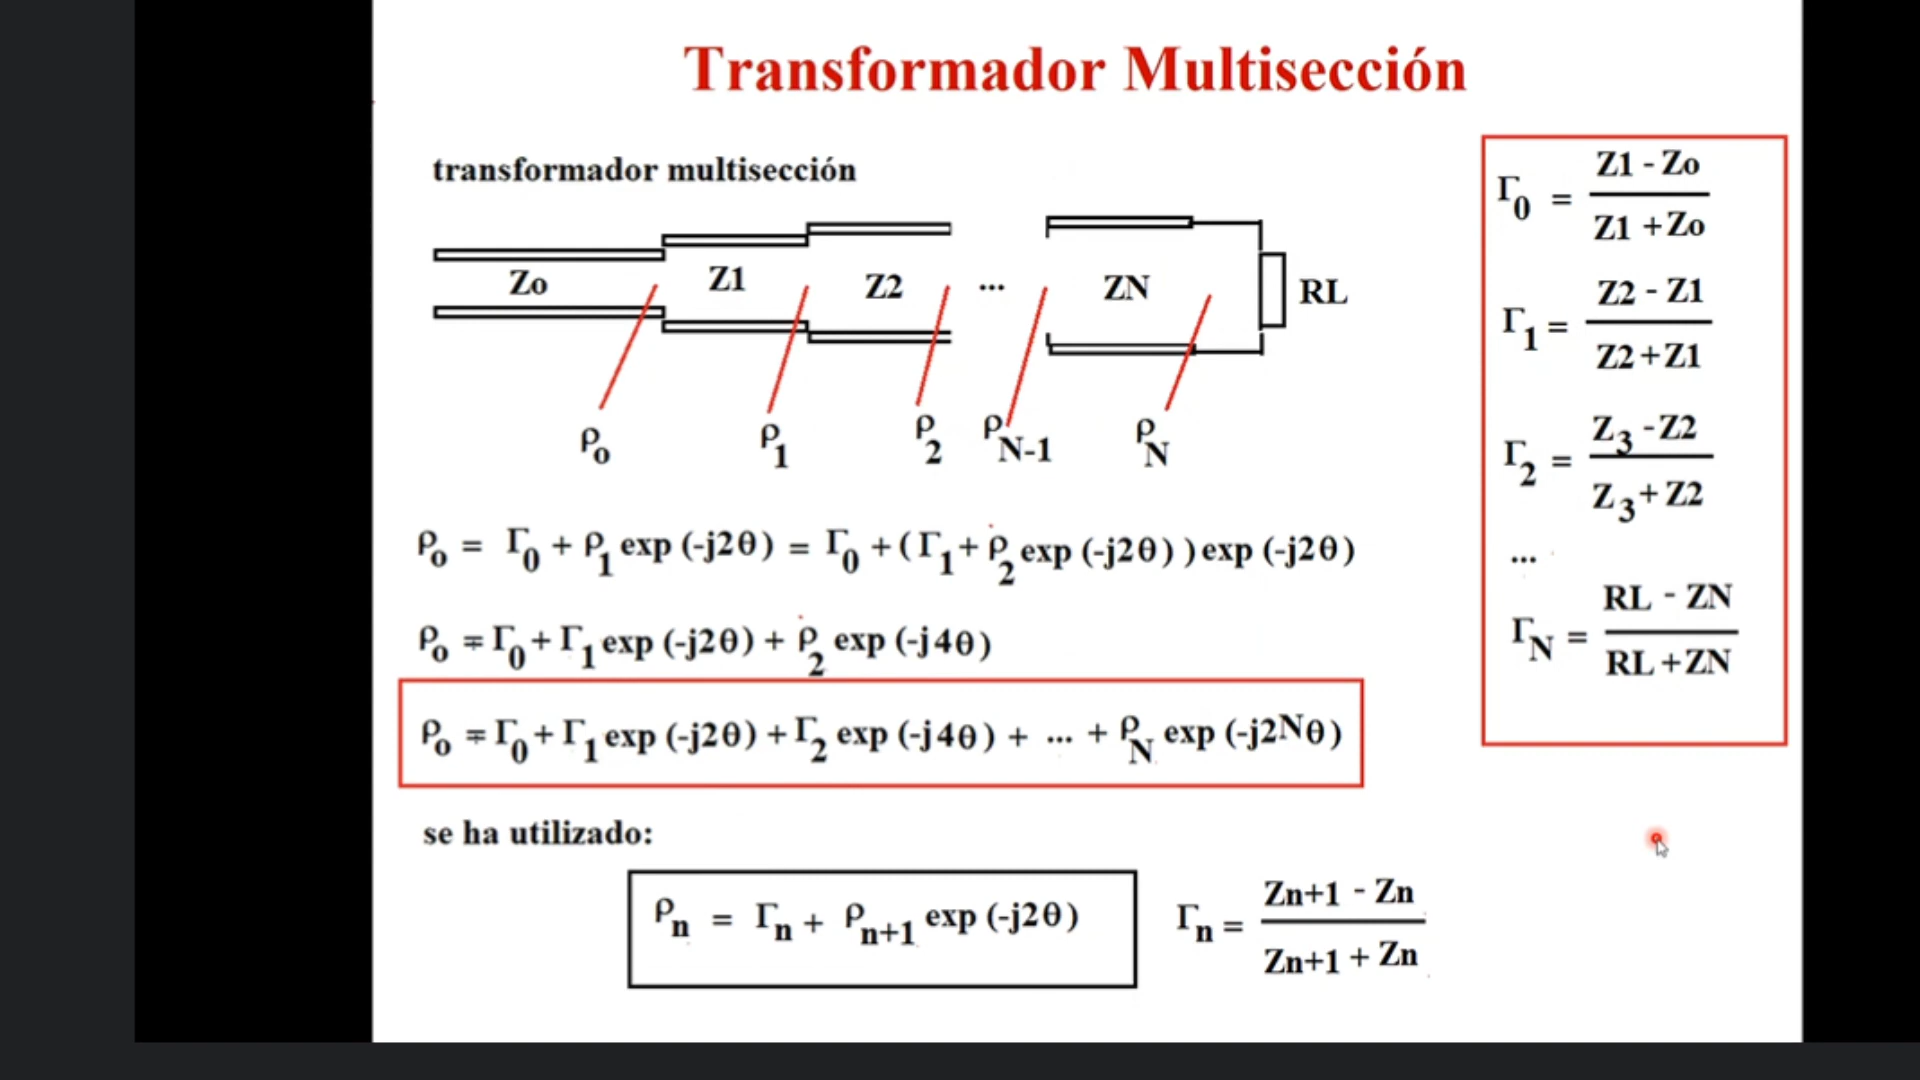 Transformador Multisección
transformador multisección
Zo Z1 Z2 ... ZN RL
ρ0 ρ1 ρ2 ρN-1 ρN
ρ0 = Γ0 + ρ1 exp (-j2θ) = Γ0 + ( Γ1 + ρ2 exp (-j2θ) ) exp (-j2θ)
ρ0 = Γ0 + Γ1 exp (-j2θ) + ρ2 exp (-j4θ)
ρ0 = Γ0 + Γ1 exp (-j2θ) + Γ2 exp (-j4θ) + ... + ρN exp (-j2Nθ)
se ha utilizado:
ρn = Γn + ρn+1 exp (-j2θ)
Γn = Zn+1 - Zn
Zn+1 + Zn
Γ0 = Z1 - Zo
Z1 + Zo
Γ1 = Z2 - Z1
Z2 + Z1
Γ2 = Z3 - Z2
Z3 + Z2
...
ΓN = RL - ZN
RL + ZN